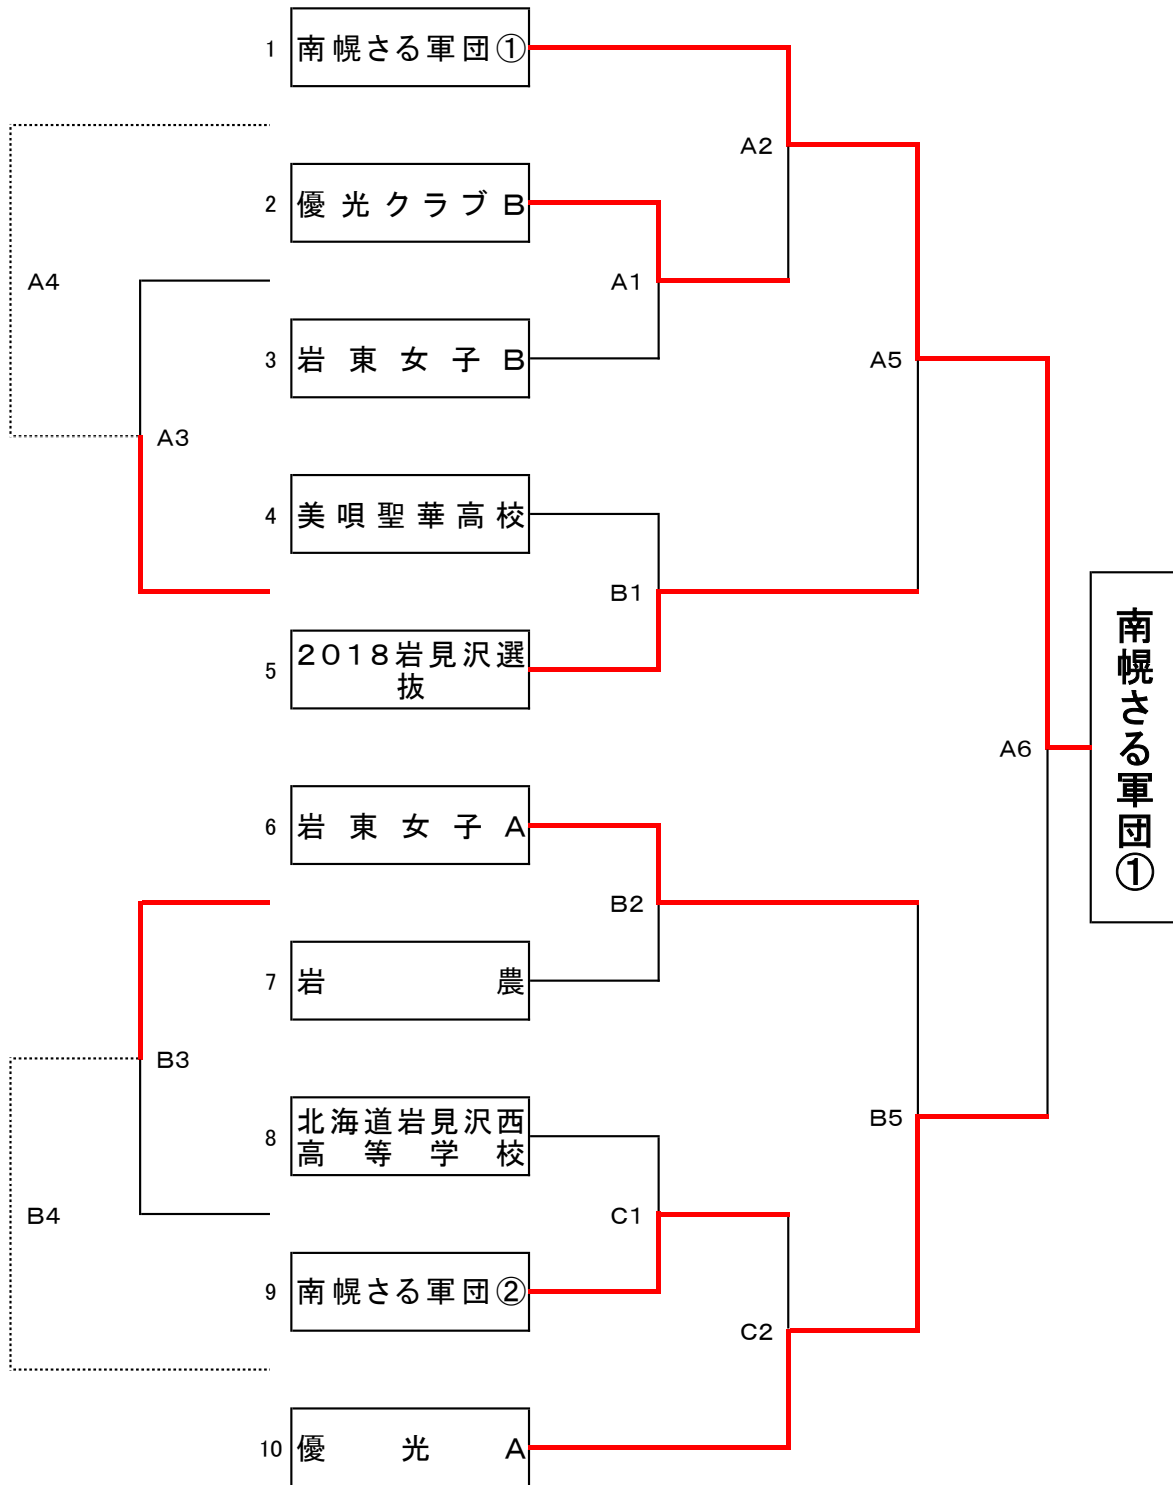 1 南幌さる軍団①
A2
2 優光クラブB
A4
A1
3 岩東女子B
A5
A3
4 美唄聖華高校
B1
5 2018岩見沢選
抜
南幌さる軍団①
A6
6 岩東女子A
B2
7 岩農
B3
8 北海道岩見沢西
高等学校
B5
B4
C1
9 南幌さる軍団②
C2
10 優光A